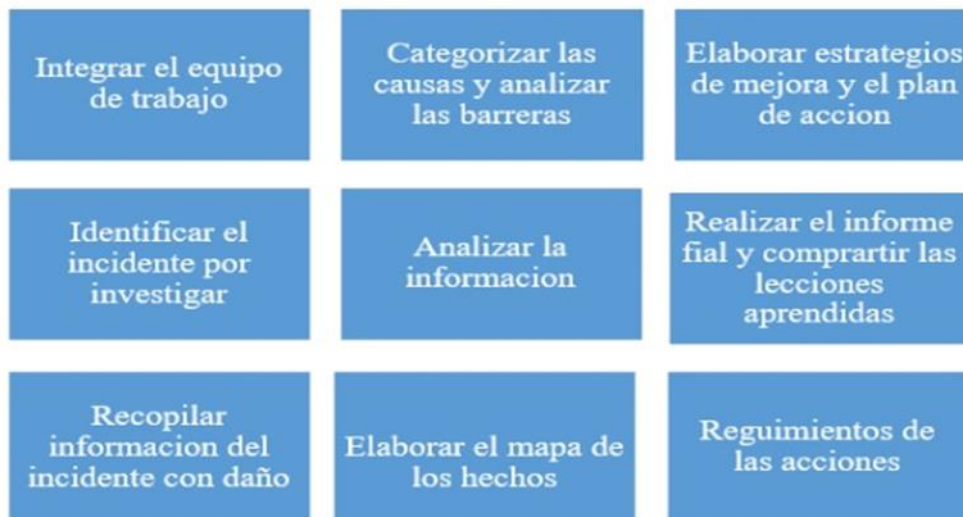 Integrar el equipo
de trabajo
Categorizar las
causas y analizar
las barreras
Elaborar estrategios
de mejora y el plan
de accion
Identificar el
incidente por
investigar
Analizar la
informacion
Realizar el informe
fial y comprartir las
lecciones
aprendidas
Recopilar
informacion del
incidente con daño
Elaborar el mapa de
los hechos
Reguimientos de
las acciones